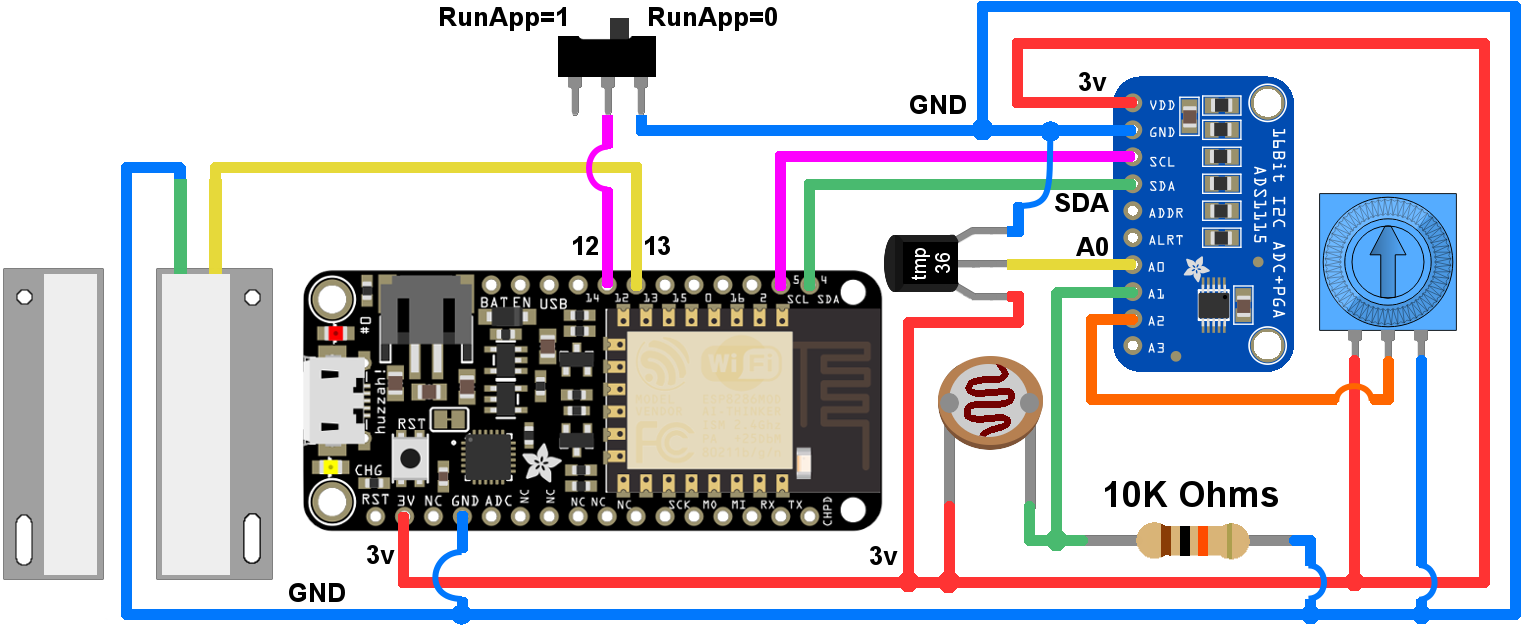 RunApp=1
RunApp=0
3v
GND
VDD
GND
SCL
SDA
SDA
ADDR
ALRT
A0
A0
A1
A2
A3
16Bit I2C ADC+PGA
ADS1115
12
13
tmp
36
BAT EN USB
14 12 13 15 0 16 2 SCL SDA
5 4
#0
WiFi
FC
huzzah!
RST
CHG
RST 3V NC GND ADC NC NC NC NC NC SCK MO MI RX TX CHPD
10K Ohms
3v
3v
GND